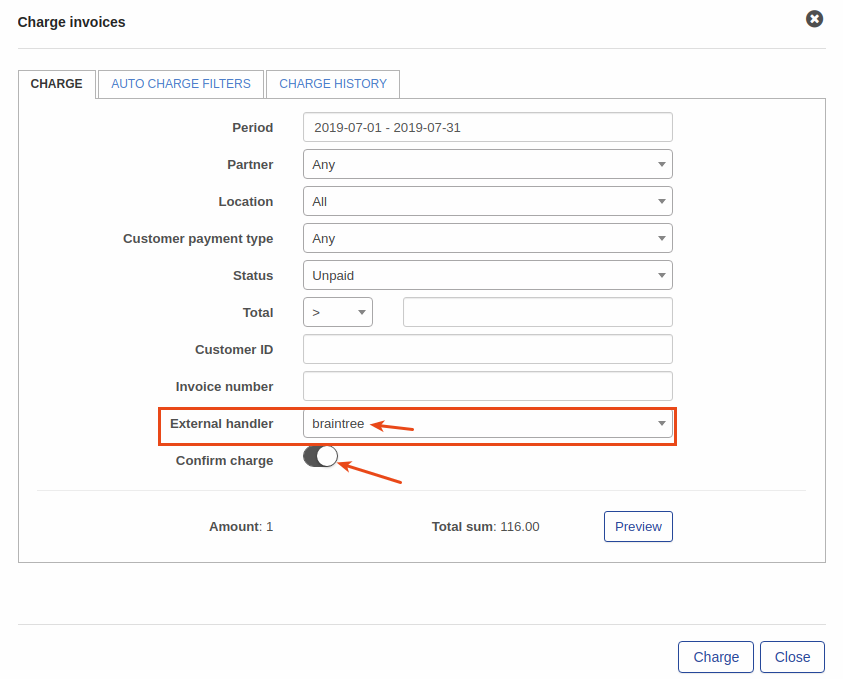 Charge invoices
CHARGE AUTO CHARGE FILTERS CHARGE HISTORY
Period 2019-07-01 - 2019-07-31
Partner Any
Location All
Customer payment type Any
Status Unpaid
Total >
Customer ID
Invoice number
External handler braintree
Confirm charge
Amount: 1 Total sum: 116.00 Preview
Charge Close